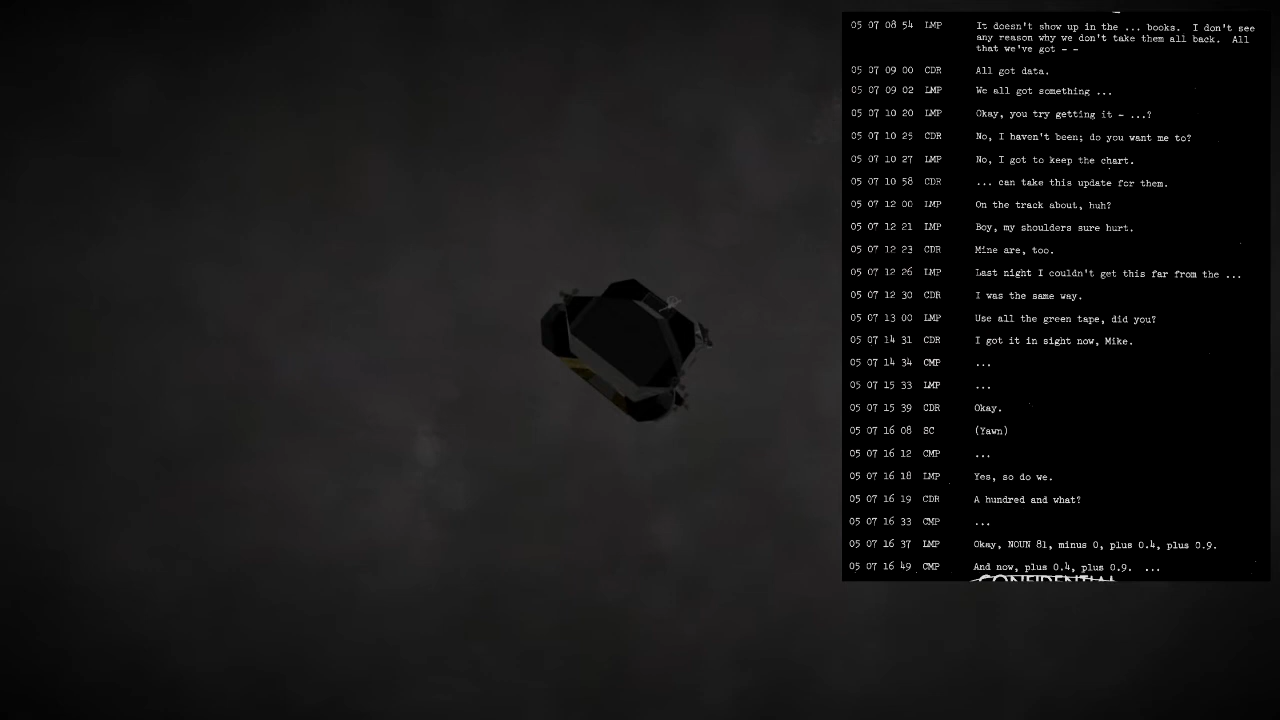 05 07 08 54 LMP It doesn't show up in the ... books. I don't see
any reason why we don't take them all back. All
that we've got - -
05 07 09 00 CDR All got data.
05 07 09 02 LMP We all got something ...
05 07 10 20 LMP Okay, you try getting it - ...?
05 07 10 25 CDR No, I haven't been; do you want me to?
05 07 10 27 LMP No, I got to keep the chart.
05 07 10 58 CDR ... can take this update for them.
05 07 12 00 LMP On the track about, huh?
05 07 12 21 LMP Boy, my shoulders sure hurt.
05 07 12 23 CDR Mine are, too.
05 07 12 26 LMP Last night I couldn't get this far from the ...
05 07 12 30 CDR I was the same way.
05 07 13 00 LMP Use all the green tape, did you?
05 07 14 31 CDR I got it in sight now, Mike.
05 07 14 34 CMP ...
05 07 15 33 LMP ...
05 07 15 39 CDR Okay.
05 07 16 08 SC (Yawn)
05 07 16 12 CMP ...
05 07 16 18 LMP Yes, so do we.
05 07 16 19 CDR A hundred and what?
05 07 16 33 CMP ...
05 07 16 37 LMP Okay, NOUN 81, minus 0, plus 0.4, plus 0.9.
05 07 16 49 CMP And now, plus 0.4, plus 0.9. ...
CONFIDENTIAL